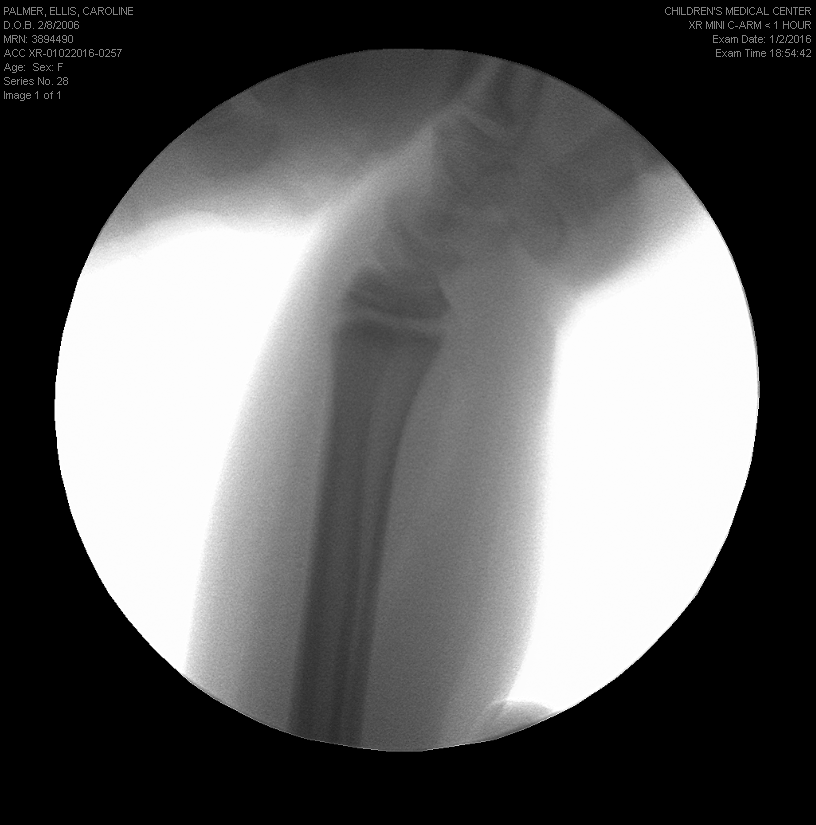 PALMER, ELLIS, CAROLINE
D.O.B. 2/8/2006
MRN: 3894490
ACC XR-01022016-0257
Age:  Sex: F
Series No. 28
Image 1 of 1
CHILDREN'S MEDICAL CENTER
XR MINI C-ARM < 1 HOUR
Exam Date: 1/2/2016
Exam Time 18:54:42